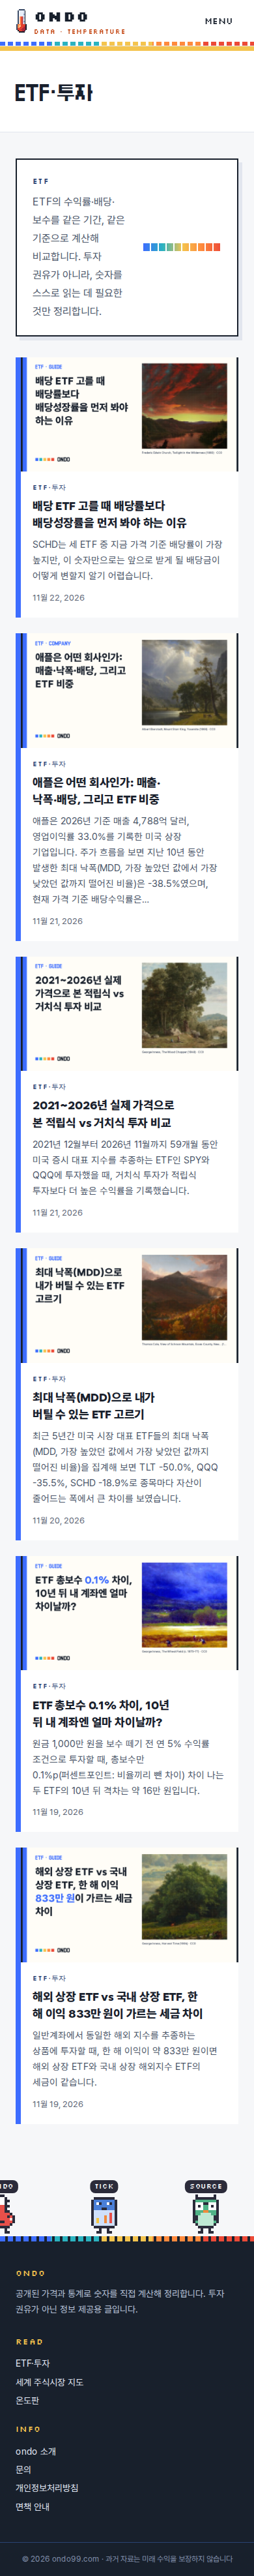 ONDO
DATA · TEMPERATURE
MENU
ETF·투자
ETF
ETF의 수익률·배당·
보수를 같은 기간, 같은
기준으로 계산해
비교합니다. 투자
권유가 아니라, 숫자를
스스로 읽는 데 필요한
것만 정리합니다.
ETF · GUIDE
배당 ETF 고를 때
배당률보다
배당성장률을 먼저 봐야
하는 이유
ONDO
ETF·투자
배당 ETF 고를 때 배당률보다
배당성장률을 먼저 봐야 하는 이유
SCHD는 세 ETF 중 지금 가격 기준 배당률이 가장
높지만, 이 숫자만으로는 앞으로 받게 될 배당금이
어떻게 변할지 알기 어렵습니다.
11월 22, 2026
ETF · COMPANY
애플은 어떤 회사인가:
매출·낙폭·배당, 그리고
ETF 비중
ONDO
ETF·투자
애플은 어떤 회사인가: 매출·
낙폭·배당, 그리고 ETF 비중
애플은 2026년 기준 매출 4,788억 달러,
영업이익률 33.0%를 기록한 미국 상장
기업입니다. 주가 흐름을 보면 지난 10년 동안
발생한 최대 낙폭(MDD, 가장 높았던 값에서 가장
낮았던 값까지 떨어진 비율)은 -38.5%였으며,
현재 가격 기준 배당수익률은...
11월 21, 2026
ETF · GUIDE
2021~2026년 실제
가격으로 본 적립식 vs
거치식 투자 비교
ONDO
ETF·투자
2021~2026년 실제 가격으로
본 적립식 vs 거치식 투자 비교
2021년 12월부터 2026년 11월까지 59개월 동안
미국 증시 대표 지수를 추종하는 ETF인 SPY와
QQQ에 투자했을 때, 거치식 투자가 적립식
투자보다 더 높은 수익률을 기록했습니다.
11월 21, 2026
ETF · GUIDE
최대 낙폭(MDD)으로
내가 버틸 수 있는 ETF
고르기
ONDO
ETF·투자
최대 낙폭(MDD)으로 내가
버틸 수 있는 ETF 고르기
최근 5년간 미국 시장 대표 ETF들의 최대 낙폭
(MDD, 가장 높았던 값에서 가장 낮았던 값까지
떨어진 비율)을 집계해 보면 TLT -50.0%, QQQ
-35.5%, SCHD -18.9%로 종목마다 자산이
줄어드는 폭에서 큰 차이를 보였습니다.
11월 20, 2026
ETF · GUIDE
ETF 총보수 0.1% 차이,
10년 뒤 내 계좌엔 얼마
차이날까?
ONDO
ETF·투자
ETF 총보수 0.1% 차이, 10년
뒤 내 계좌엔 얼마 차이날까?
원금 1,000만 원을 보수 떼기 전 연 5% 수익률
조건으로 투자할 때, 총보수만
0.1%p(퍼센트포인트: 비율끼리 뺀 차이) 차이 나는
두 ETF의 10년 뒤 격차는 약 16만 원입니다.
11월 19, 2026
ETF · GUIDE
해외 상장 ETF vs 국내
상장 ETF, 한 해 이익
833만 원이 가르는 세금
차이
ONDO
ETF·투자
해외 상장 ETF vs 국내 상장 ETF, 한
해 이익 833만 원이 가르는 세금 차이
일반계좌에서 동일한 해외 지수를 추종하는
상품에 투자할 때, 한 해 이익이 약 833만 원이면
해외 상장 ETF와 국내 상장 해외지수 ETF의
세금이 같습니다.
11월 19, 2026
TICK
SOURCE
ONDO
공개된 가격과 통계로 숫자를 직접 계산해 정리합니다. 투자
권유가 아닌 정보 제공용 글입니다.
READ
ETF·투자
세계 주식시장 지도
온도판
INFO
ondo 소개
문의
개인정보처리방침
면책 안내
© 2026 ondo99.com · 과거 자료는 미래 수익을 보장하지 않습니다